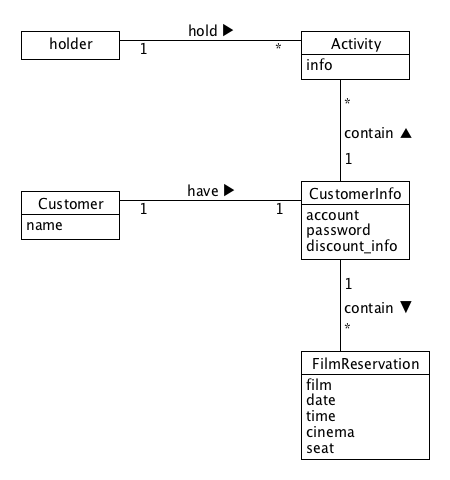 hold ▶
holder
1
*
Activity
info
*
contain ▲
1
have ▶
Customer
name
1
1
CustomerInfo
account
password
discount_info
1
contain ▼
*
FilmReservation
film
date
time
cinema
seat